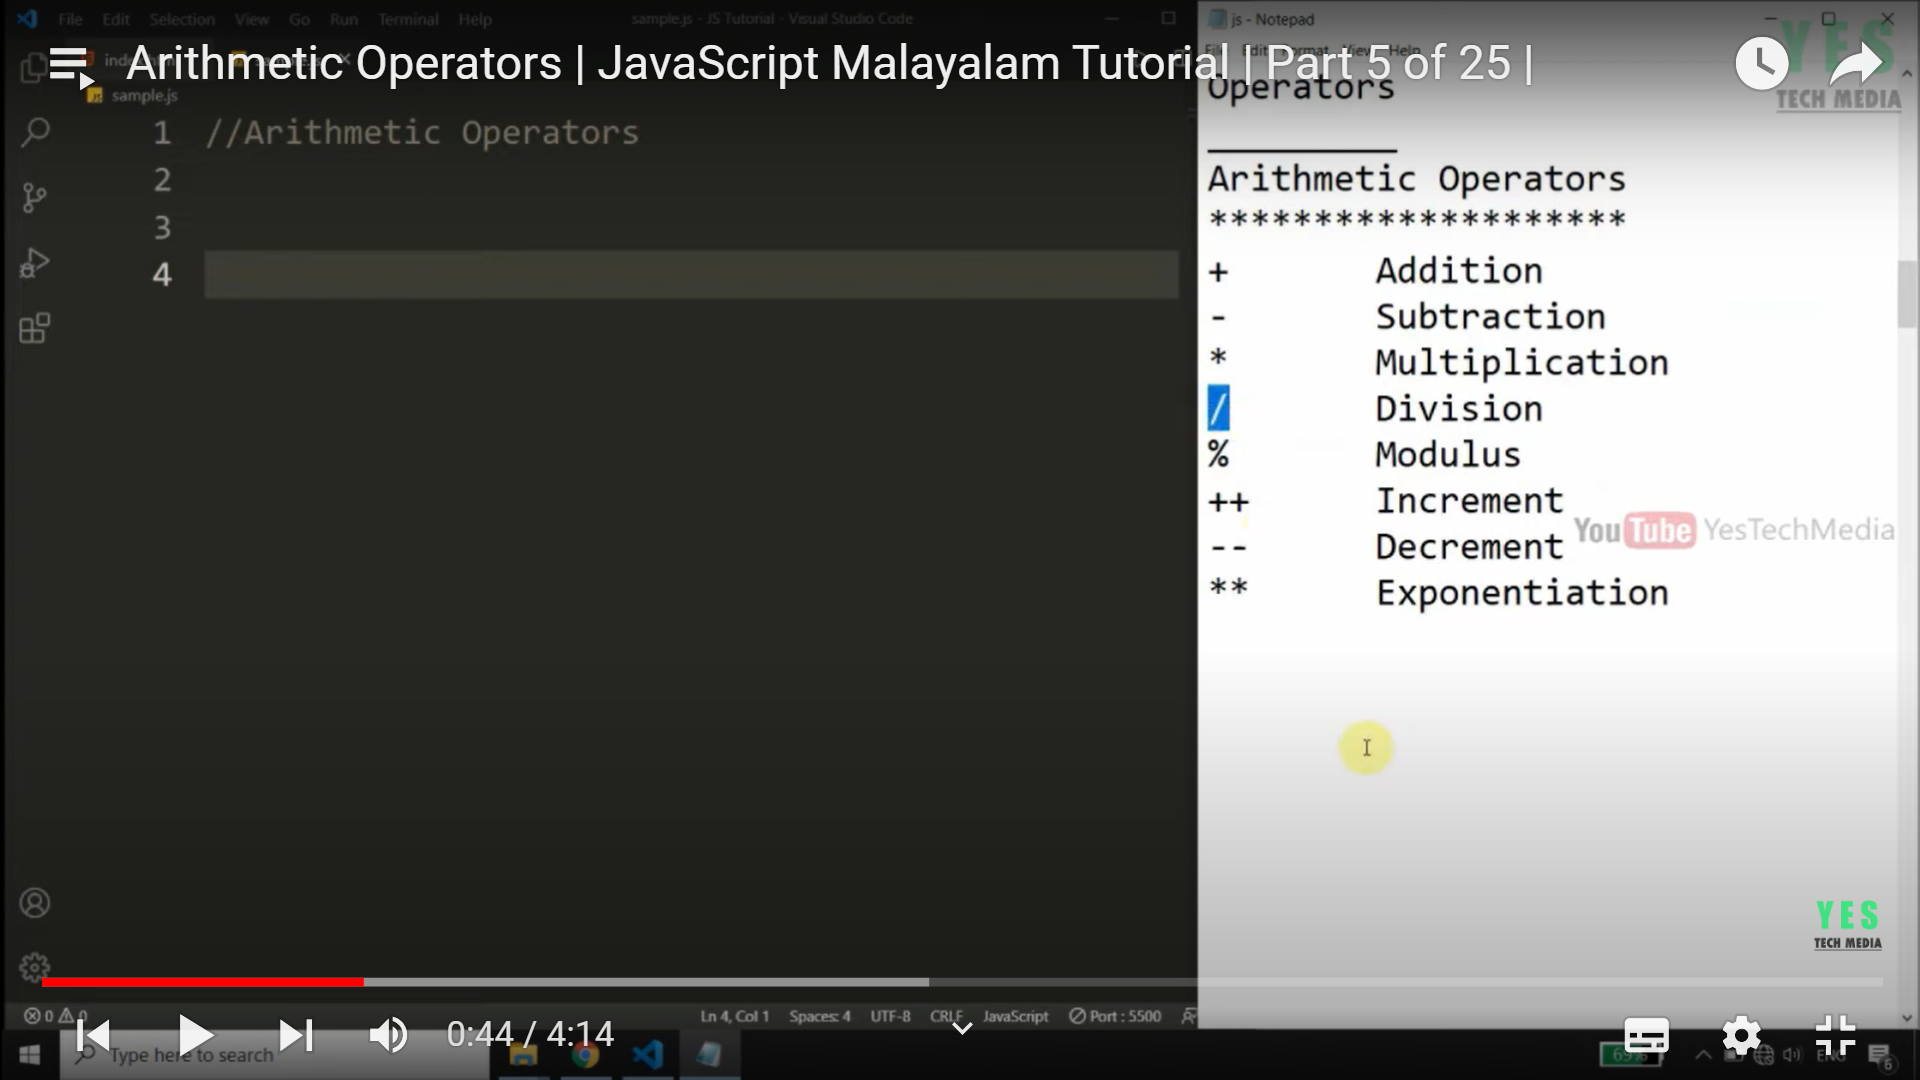 File Edit Selection View Go Run Terminal Help
sample.js - JS Tutorial - Visual Studio Code
js - Notepad
Arithmetic Operators | JavaScript Malayalam Tutorial | Part 5 of 25 |
YES
TECH MEDIA
sample.js
1 //Arithmetic Operators
2
3
4
Operators
Arithmetic Operators
********************
+ Addition
- Subtraction
* Multiplication
/ Division
% Modulus
++ Increment
-- Decrement
** Exponentiation
YouTube YesTechMedia
YES
TECH MEDIA
0 0
Ln 4, Col 1 Spaces: 4 UTF-8 CRLF JavaScript Port : 5500
0:44 / 4:14
Type here to search
69%
ENG
6